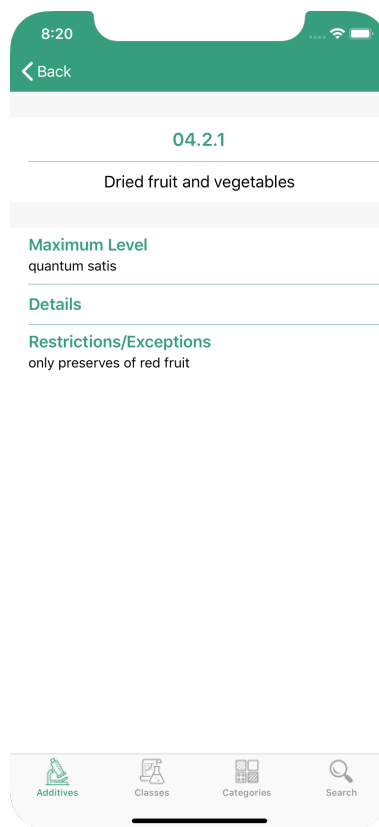 8:20
Back
04.2.1
Dried fruit and vegetables
Maximum Level
quantum satis
Details
Restrictions/Exceptions
only preserves of red fruit
Additives
Classes
Categories
Search